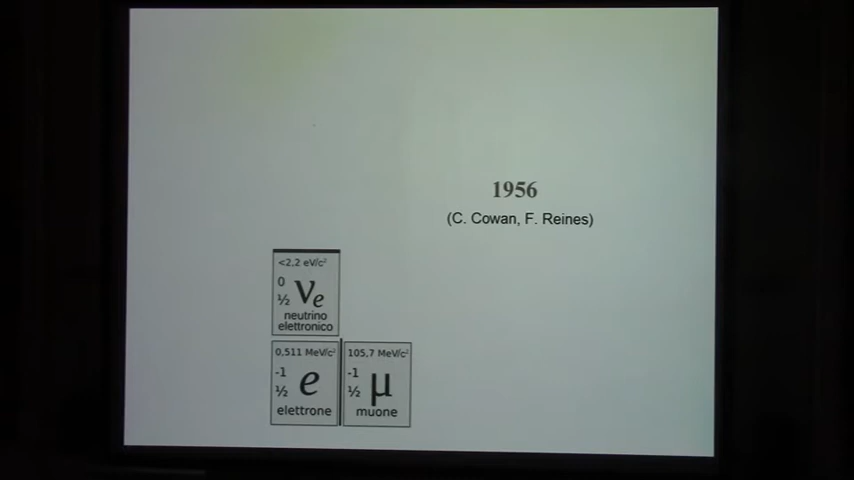 1956
(C. Cowan, F. Reines)
<2,2 eV/c²
0
½
νe
neutrino
elettronico
0,511 MeV/c²
-1
½
e
elettrone
105,7 MeV/c²
-1
½
μ
muone